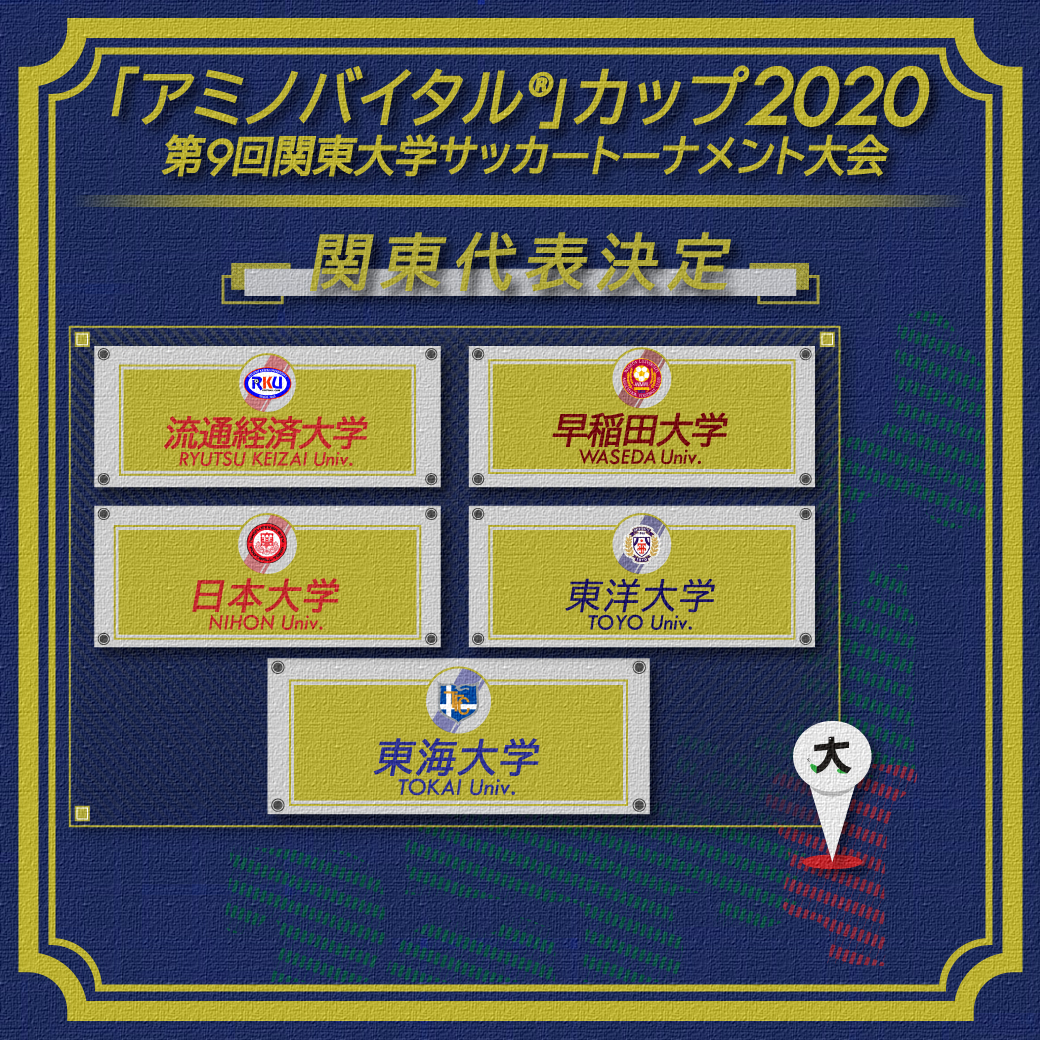 「アミノバイタル®」カップ2020
第9回関東大学サッカートーナメント大会
関東代表決定
RKU
流通経済大学
RYUTSU KEIZAI Univ.
早稲田大学
WASEDA Univ.
日本大学
NIHON Univ.
東洋大学
TOYO Univ.
東海大学
TOKAI Univ.
大